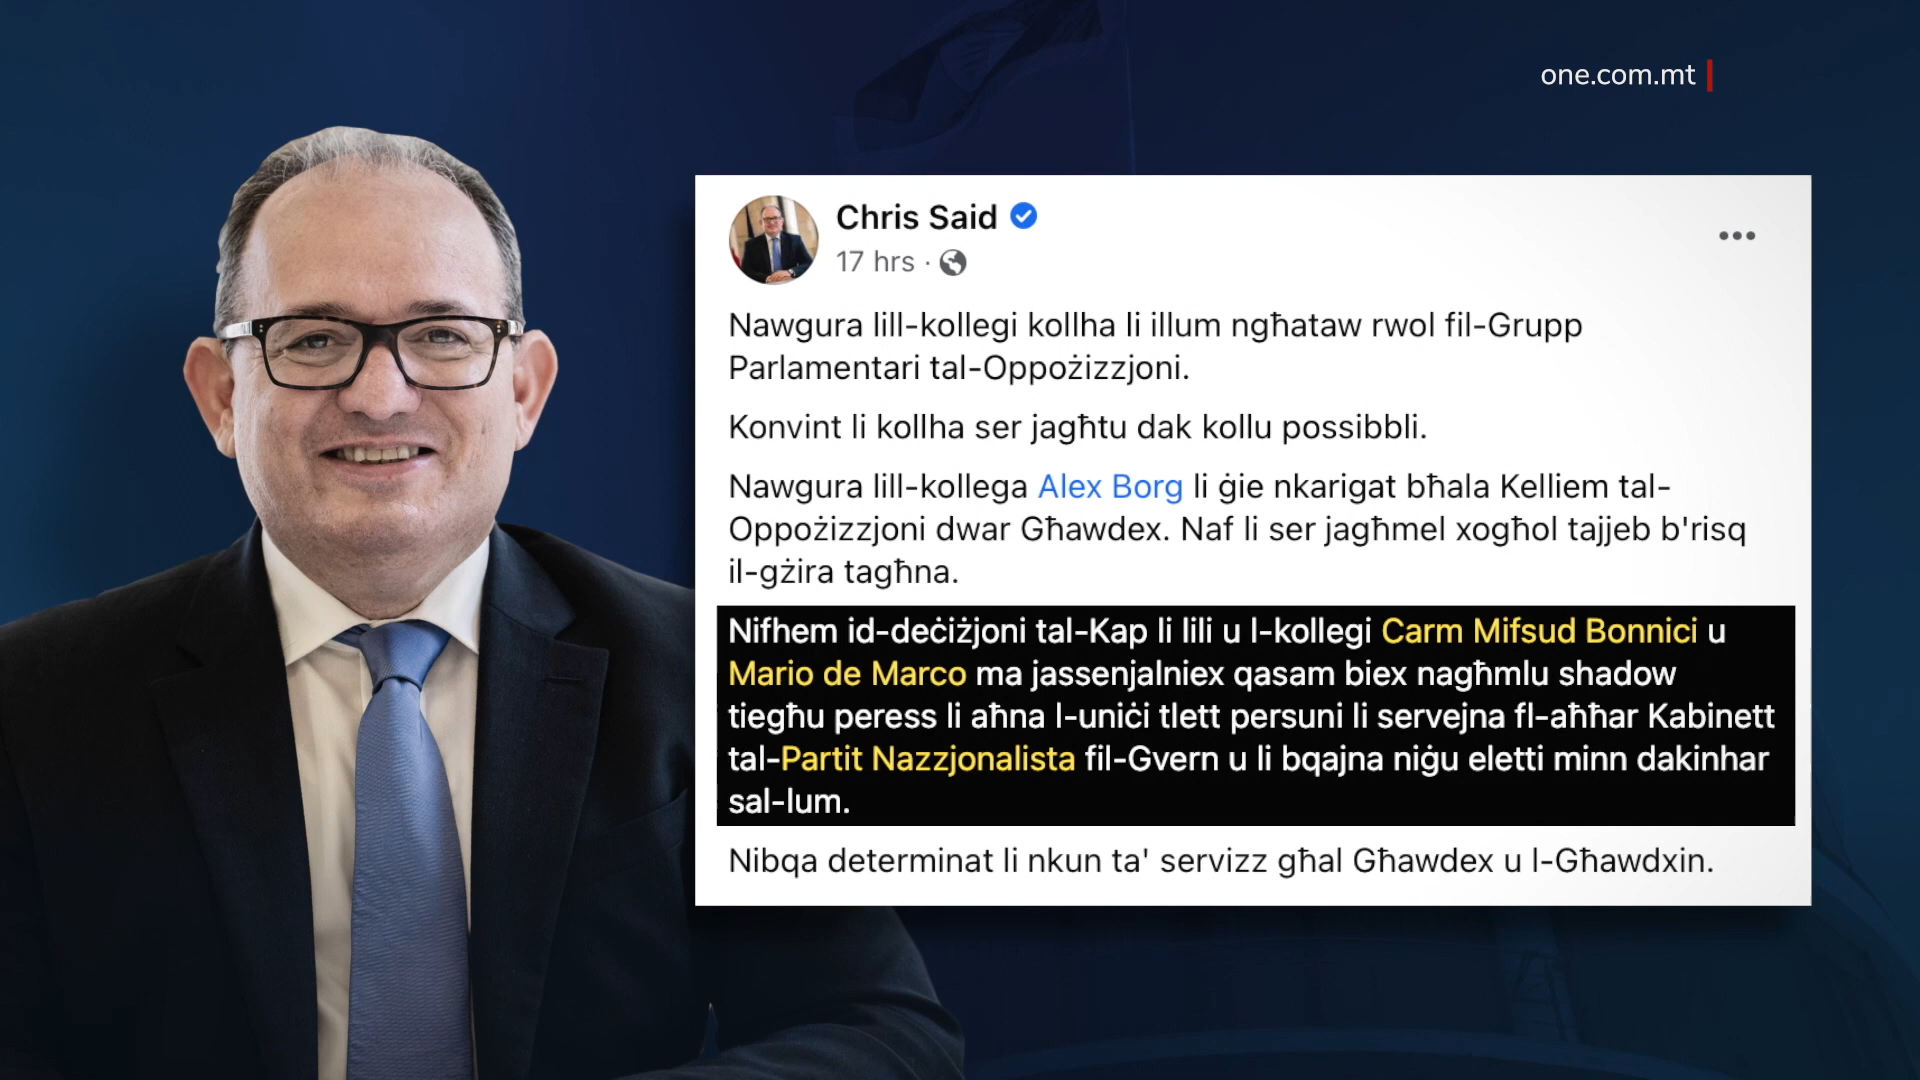 one.com.mt
Chris Said
17 hrs ·
Nawgura lill-kollegi kollha li illum ngħataw rwol fil-Grupp
Parlamentari tal-Oppożizzjoni.
Konvint li kollha ser jagħtu dak kollu possibbli.
Nawgura lill-kollega Alex Borg li ġie nkarigat bħala Kelliem tal-
Oppożizzjoni dwar Għawdex. Naf li ser jagħmel xogħol tajjeb b'risq
il-gżira tagħna.
Nifhem id-deċiżjoni tal-Kap li lili u l-kollegi Carm Mifsud Bonnici u
Mario de Marco ma jassenjalniex qasam biex nagħmlu shadow
tiegħu peress li aħna l-uniċi tlett persuni li servejna fl-aħħar Kabinett
tal-Partit Nazzjonalista fil-Gvern u li bqajna niġu eletti minn dakinhar
sal-lum.
Nibqa determinat li nkun ta' servizz għal Għawdex u l-Għawdxin.